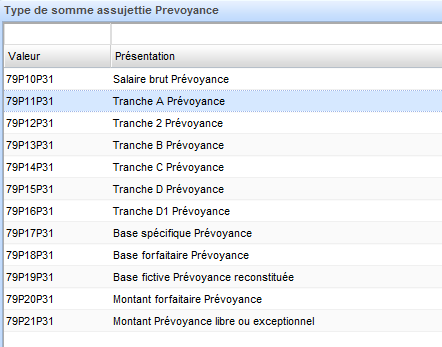 Type de somme assujettie Prevoyance
Valeur Présentation
79P10P31 Salaire brut Prévoyance
79P11P31 Tranche A Prévoyance
79P12P31 Tranche 2 Prévoyance
79P13P31 Tranche B Prévoyance
79P14P31 Tranche C Prévoyance
79P15P31 Tranche D Prévoyance
79P16P31 Tranche D1 Prévoyance
79P17P31 Base spécifique Prévoyance
79P18P31 Base forfaitaire Prévoyance
79P19P31 Base fictive Prévoyance reconstituée
79P20P31 Montant forfaitaire Prévoyance
79P21P31 Montant Prévoyance libre ou exceptionnel